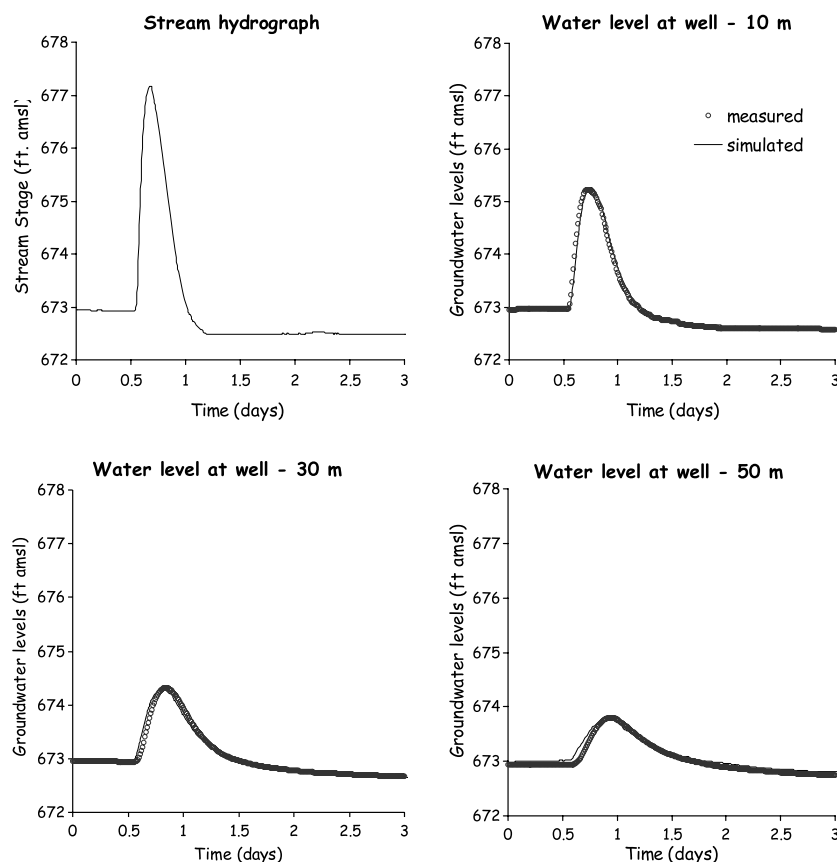 Stream hydrograph
678
677
676
675
674
673
672
Stream Stage (ft. amsl)
0 0.5 1 1.5 2 2.5 3
Time (days)
Water level at well - 10 m
678
677
676
675
674
673
672
Groundwater levels (ft amsl)
measured
simulated
0 0.5 1 1.5 2 2.5 3
Time (days)
Water level at well - 30 m
678
677
676
675
674
673
672
Groundwater levels (ft amsl)
0 0.5 1 1.5 2 2.5 3
Time (days)
Water level at well - 50 m
678
677
676
675
674
673
672
Groundwater levels (ft amsl)
0 0.5 1 1.5 2 2.5 3
Time (days)